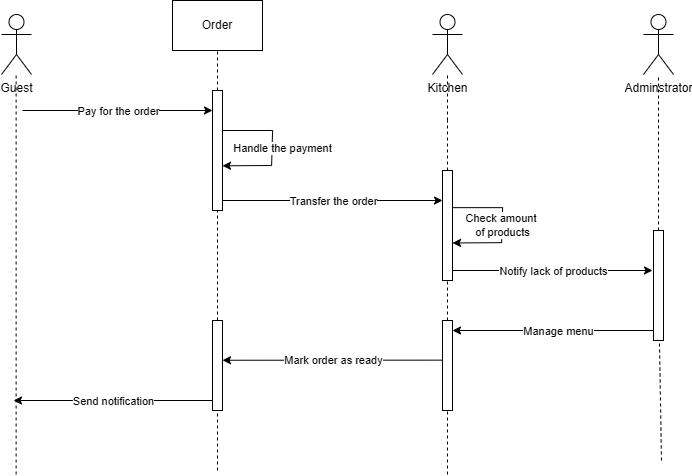 Order
Guest
Kitchen
Adminstrator
Pay for the order
Handle the payment
Transfer the order
Check amount
of products
Notify lack of products
Manage menu
Mark order as ready
Send notification